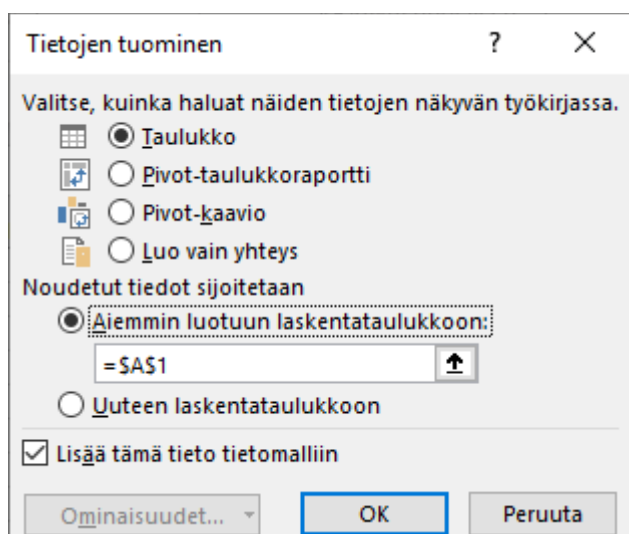 Tietojen tuominen ?
Valitse, kuinka haluat näiden tietojen näkyvän työkirjassa.
Taulukko
Pivot-taulukkoraportti
Pivot-kaavio
Luo vain yhteys
Noudetut tiedot sijoitetaan
Aiemmin luotuun laskentataulukkoon:
=$A$1
Uuteen laskentataulukkoon
Lisää tämä tieto tietomalliin
Ominaisuudet... OK Peruuta